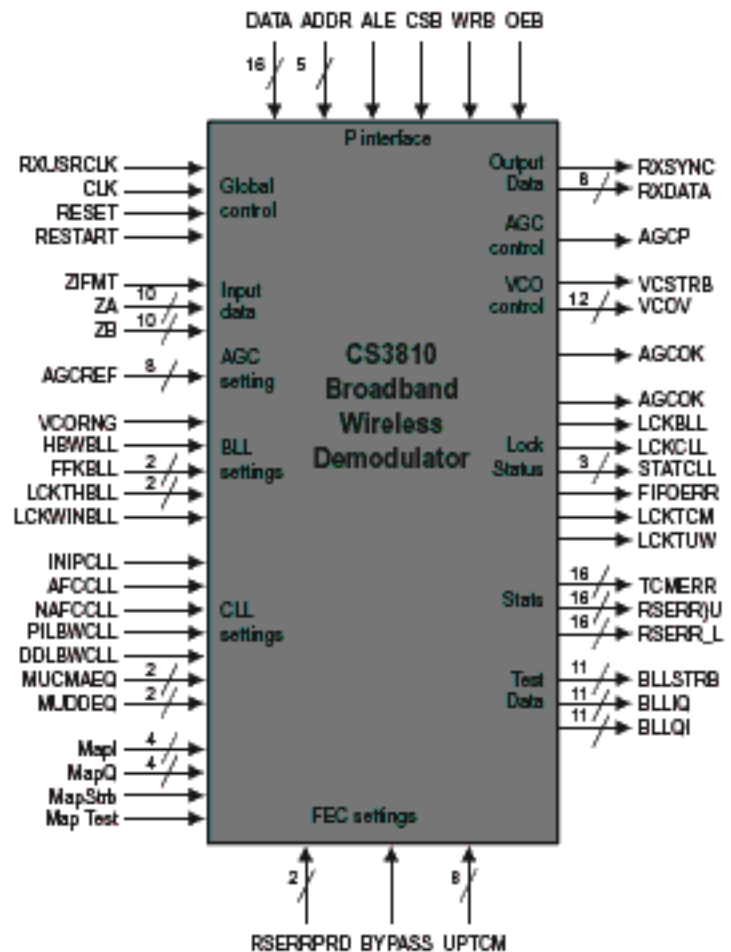 DATA ADDR ALE CSB WRB OEB
16 5
P interface
RXUSRCLK
CLK
RESET
RESTART
Global
control
Output
Data
RXSYNC
8
RXDATA
AGC
control
AGCP
ZIFMT
10
ZA
10
ZB
Input
data
VCO
control
VCSTRB
12
VCOV
AGCREF
8
AGC
setting
CS3810
Broadband
Wireless
Demodulator
AGCOK
AGCOK
VCORNG
HBWBLL
2
FFKBLL
2
LCKTHBLL
LCKWINBLL
BLL
settings
Lock
Status
LCKBLL
LCKCLL
3
STATCLL
FIFOERR
LCKTCM
LCKTUW
INIPCLL
AFCCLL
NAFCCLL
PILBWCLL
DDLBWCLL
2
MUCMAEQ
2
MUDDEQ
CLL
settings
Stats
16
TCMERR
16
RSERR)U
16
RSERR_L
Test
Data
11
BLLSTRB
11
BLLIQ
11
BLLQI
4
MapI
4
MapQ
MapStrb
Map Test
FEC settings
2 8
RSERRPRD BYPASS UPTCM